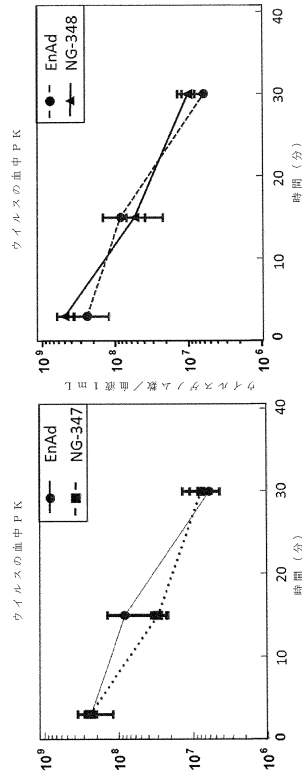 ウイルスの血中PK
EnAd
NG-347
10⁹
10⁸
10⁷
10⁶
0
10
20
30
40
時間（分）
ウイルスの血中PK
EnAd
NG-348
ウイルスゲノム数／血液1mL
10⁹
10⁸
10⁷
10⁶
0
10
20
30
40
時間（分）